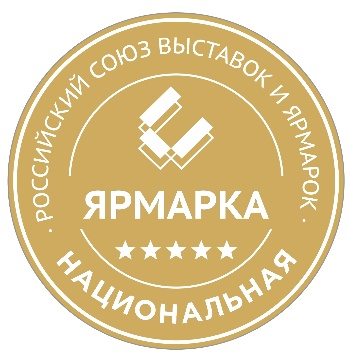 · РОССИЙСКИЙ СОЮЗ ВЫСТАВОК И ЯРМАРОК ·
ЯРМАРКА
НАЦИОНАЛЬНАЯ